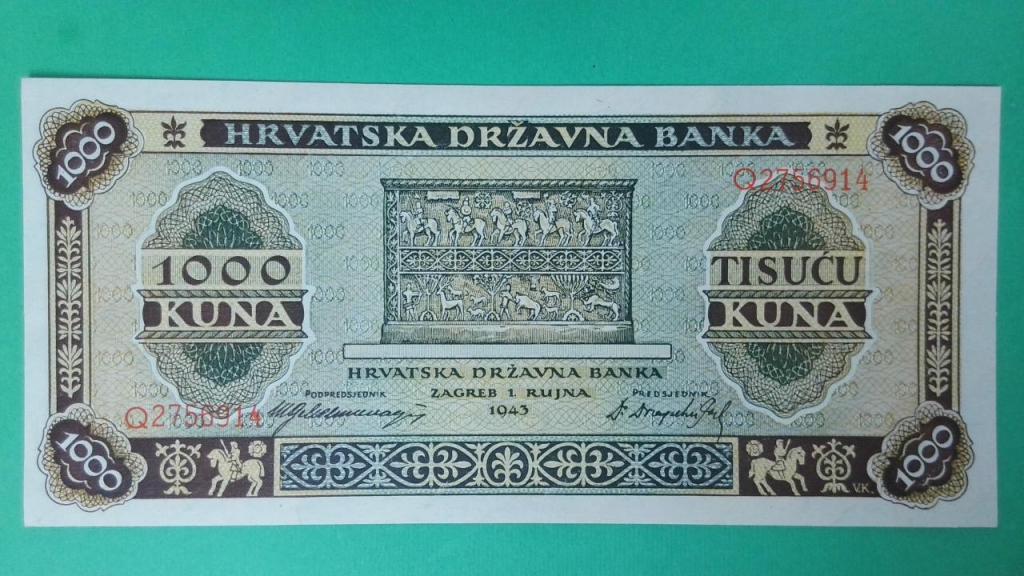 1000 HRVATSKA DRŽAVNA BANKA 1000
Q2756914
1000 KUNA
TISUĆU KUNA
HRVATSKA DRŽAVNA BANKA
PODPREDSJEDNIK ZAGREB 1. RUJNA PREDSJEDNIK
1943
Q2756914
1000 V.K. 1000